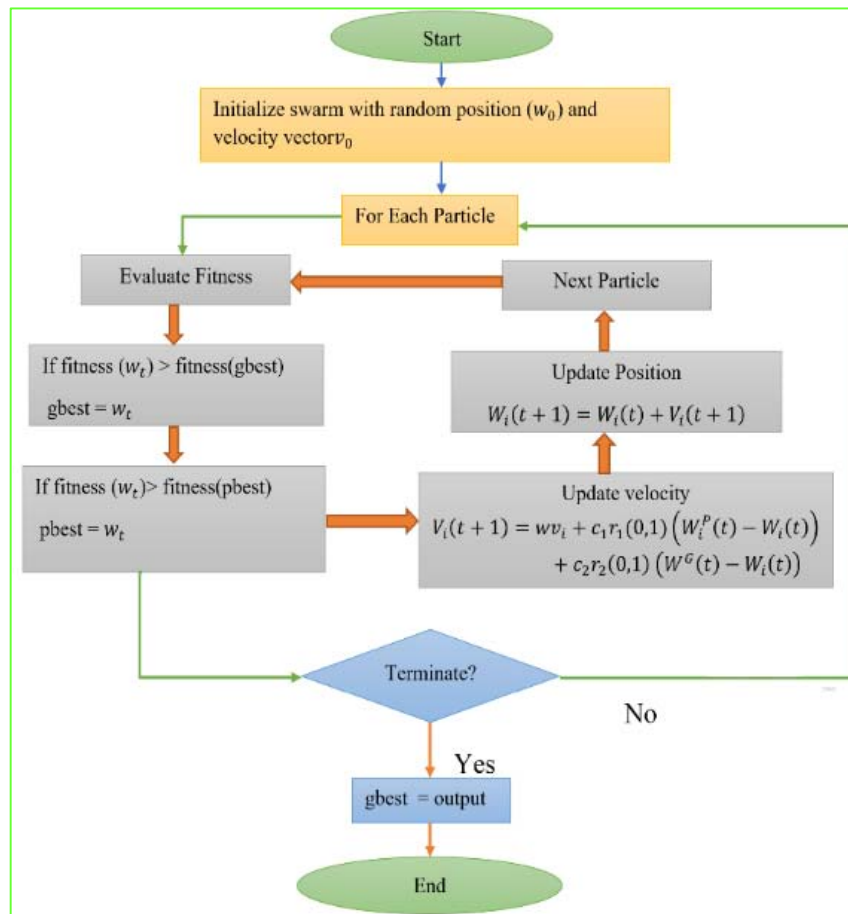 Start
Initialize swarm with random position (w₀) and
velocity vectorv₀
For Each Particle
Evaluate Fitness
Next Particle
If fitness (wₜ) > fitness(gbest)
gbest = wₜ
Update Position
Wᵢ(t + 1) = Wᵢ(t) + Vᵢ(t + 1)
If fitness (wₜ)> fitness(pbest)
pbest = wₜ
Update velocity
Vᵢ(t + 1) = wvᵢ + c₁r₁(0,1) (Wᵢᴾ(t) − Wᵢ(t))
+ c₂r₂(0,1) (Wᴳ(t) − Wᵢ(t))
Terminate?
No
Yes
gbest = output
End